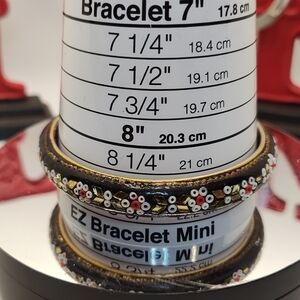 Bracelet 7" 17.8 cm
7 1/4" 18.4 cm
7 1/2" 19.1 cm
7 3/4" 19.7 cm
8" 20.3 cm
8 1/4" 21 cm
EZ Bracelet Mini